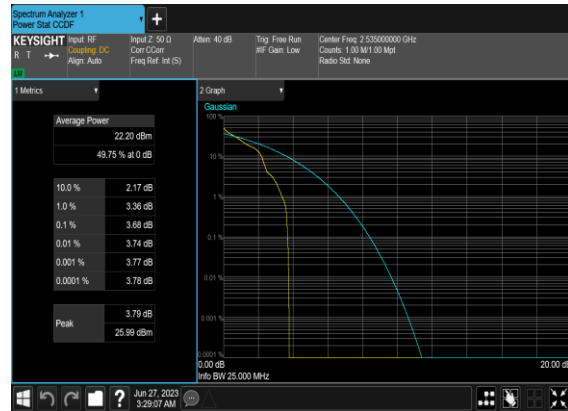 Spectrum Analyzer 1
Power Stat CCDF
+
KEYSIGHT
R T
LV
Input: RF
Coupling: DC
Align: Auto
Input Z: 50 Ω
Corr CCorr
Freq Ref: Int (S)
Atten: 40 dB
Trig: Free Run
#IF Gain: Low
Center Freq: 2.535000000 GHz
Counts: 1.00 M/1.00 Mpt
Radio Std: None
1 Metrics
Average Power
22.20 dBm
49.75 % at 0 dB
10.0 % 2.17 dB
1.0 % 3.36 dB
0.1 % 3.68 dB
0.01 % 3.74 dB
0.001 % 3.77 dB
0.0001 % 3.78 dB
Peak
3.79 dB
25.99 dBm
2 Graph
Gaussian
100 %
10 %
1 %
0.1 %
0.01 %
0.001 %
0.0001 %
0.00 dB
20.00 dB
Info BW 25.000 MHz
?
Jun 27, 2023
3:29:07 AM